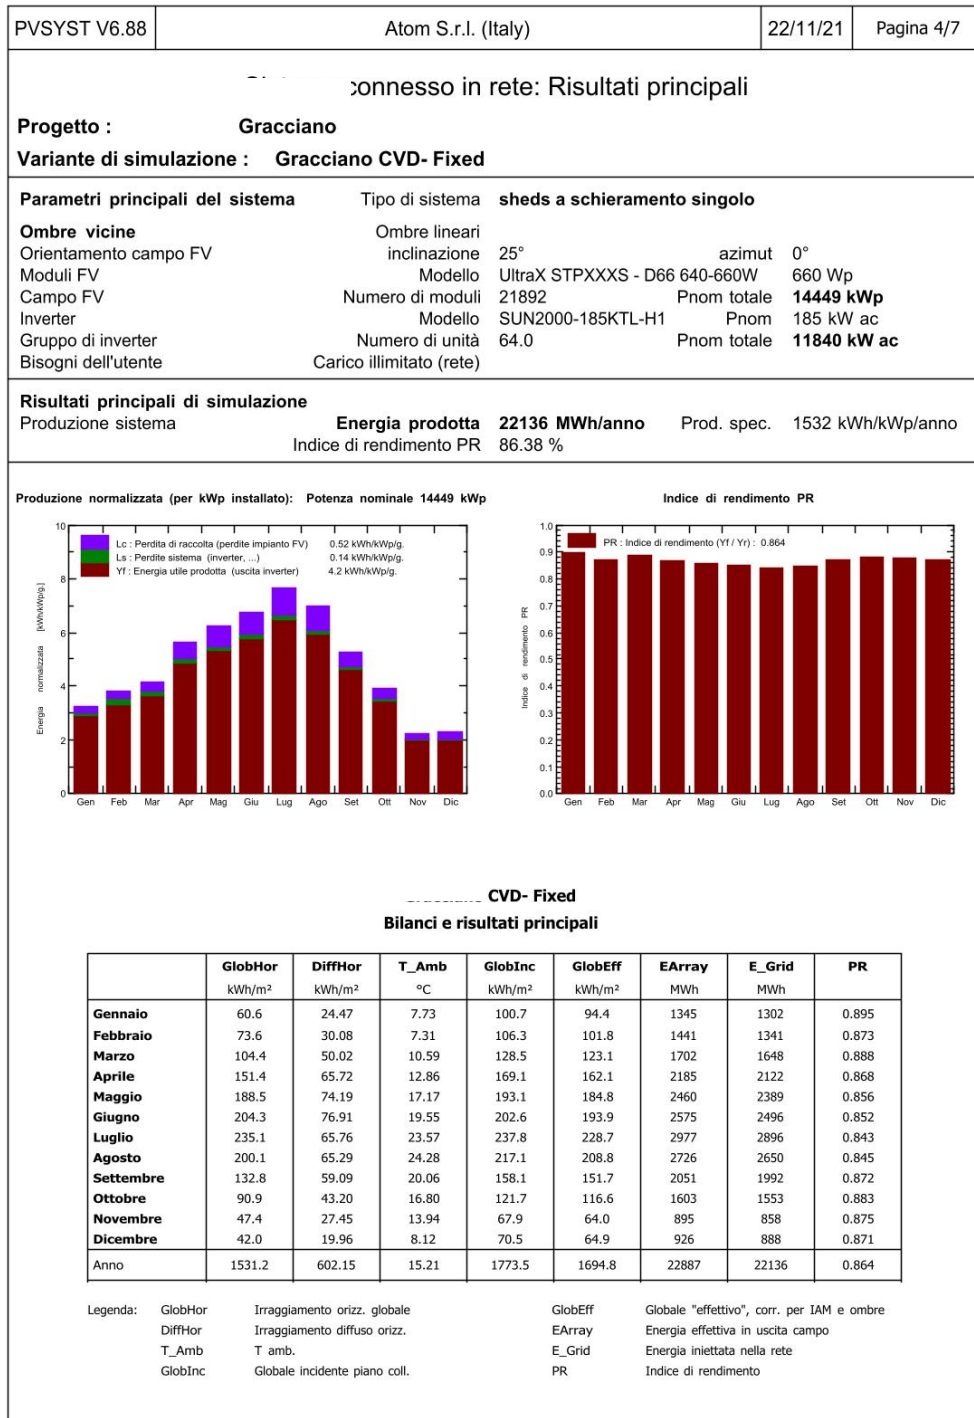 PVSYST V6.88 Atom S.r.l. (Italy) 22/11/21 Pagina 4/7
connesso in rete: Risultati principali
Progetto : Gracciano
Variante di simulazione : Gracciano CVD- Fixed
Parametri principali del sistema Tipo di sistema sheds a schieramento singolo
Ombre vicine Ombre lineari
Orientamento campo FV inclinazione 25° azimut 0°
Moduli FV Modello UltraX STPXXXS - D66 640-660W 660 Wp
Campo FV Numero di moduli 21892 Pnom totale 14449 kWp
Inverter Modello SUN2000-185KTL-H1 Pnom 185 kW ac
Gruppo di inverter Numero di unità 64.0 Pnom totale 11840 kW ac
Bisogni dell'utente Carico illimitato (rete)
Risultati principali di simulazione
Produzione sistema Energia prodotta 22136 MWh/anno Prod. spec. 1532 kWh/kWp/anno
Indice di rendimento PR 86.38 %
Produzione normalizzata (per kWp installato): Potenza nominale 14449 kWp
10
8
6
4
2
0
Energia normalizzata [kWh/kWp/g.]
Lc : Perdita di raccolta (perdite impianto FV) 0.52 kWh/kWp/g.
Ls : Perdite sistema (inverter, ...) 0.14 kWh/kWp/g.
Yf : Energia utile prodotta (uscita inverter) 4.2 kWh/kWp/g.
Gen Feb Mar Apr Mag Giu Lug Ago Set Ott Nov Dic
Indice di rendimento PR
1.0
0.9
0.8
0.7
0.6
0.5
0.4
0.3
0.2
0.1
0.0
Indice di rendimento PR
PR : Indice di rendimento (Yf / Yr) : 0.864
Gen Feb Mar Apr Mag Giu Lug Ago Set Ott Nov Dic
CVD- Fixed
Bilanci e risultati principali
GlobHor DiffHor T_Amb GlobInc GlobEff EArray E_Grid PR
kWh/m² kWh/m² °C kWh/m² kWh/m² MWh MWh
Gennaio 60.6 24.47 7.73 100.7 94.4 1345 1302 0.895
Febbraio 73.6 30.08 7.31 106.3 101.8 1441 1341 0.873
Marzo 104.4 50.02 10.59 128.5 123.1 1702 1648 0.888
Aprile 151.4 65.72 12.86 169.1 162.1 2185 2122 0.868
Maggio 188.5 74.19 17.17 193.1 184.8 2460 2389 0.856
Giugno 204.3 76.91 19.55 202.6 193.9 2575 2496 0.852
Luglio 235.1 65.76 23.57 237.8 228.7 2977 2896 0.843
Agosto 200.1 65.29 24.28 217.1 208.8 2726 2650 0.845
Settembre 132.8 59.09 20.06 158.1 151.7 2051 1992 0.872
Ottobre 90.9 43.20 16.80 121.7 116.6 1603 1553 0.883
Novembre 47.4 27.45 13.94 67.9 64.0 895 858 0.875
Dicembre 42.0 19.96 8.12 70.5 64.9 926 888 0.871
Anno 1531.2 602.15 15.21 1773.5 1694.8 22887 22136 0.864
Legenda: GlobHor Irraggiamento orizz. globale GlobEff Globale "effettivo", corr. per IAM e ombre
DiffHor Irraggiamento diffuso orizz. EArray Energia effettiva in uscita campo
T_Amb T amb. E_Grid Energia iniettata nella rete
GlobInc Globale incidente piano coll. PR Indice di rendimento